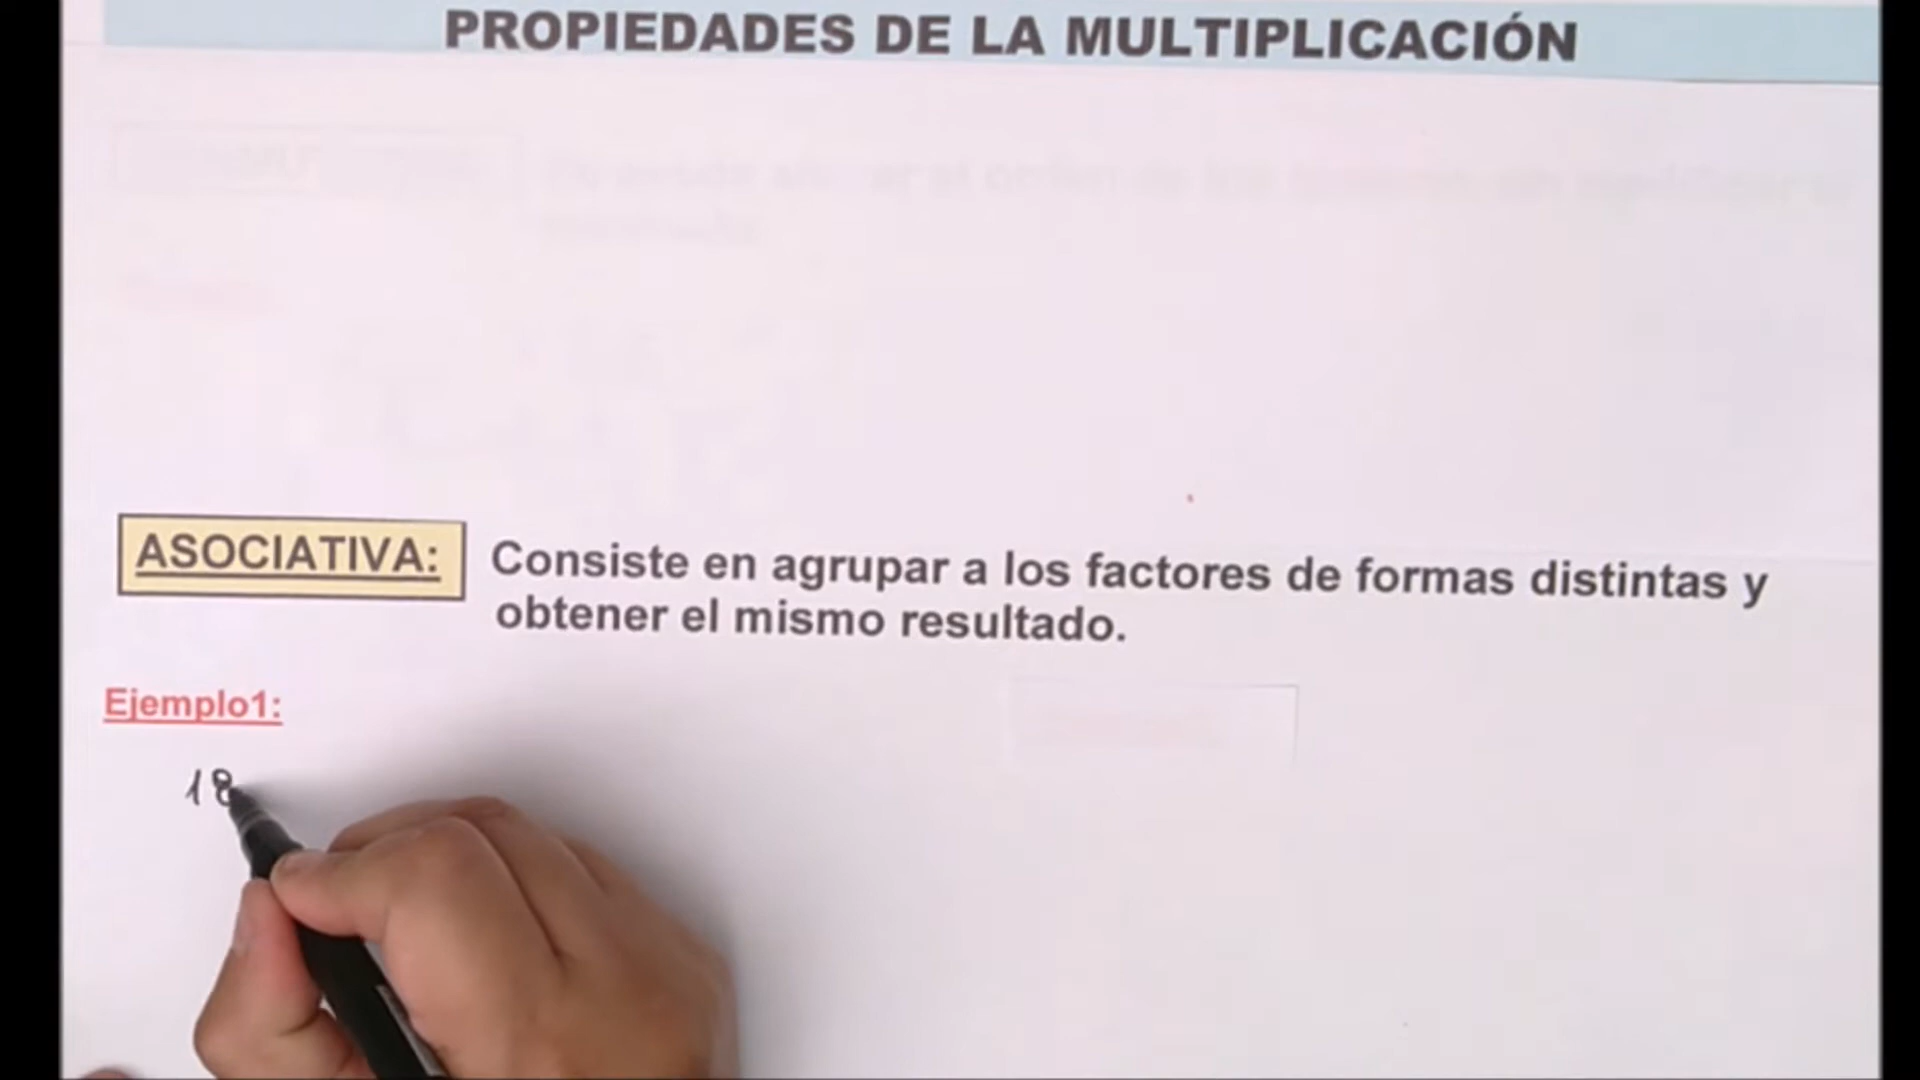 PROPIEDADES DE LA MULTIPLICACIÓN
ASOCIATIVA: Consiste en agrupar a los factores de formas distintas y
obtener el mismo resultado.
Ejemplo1:
18